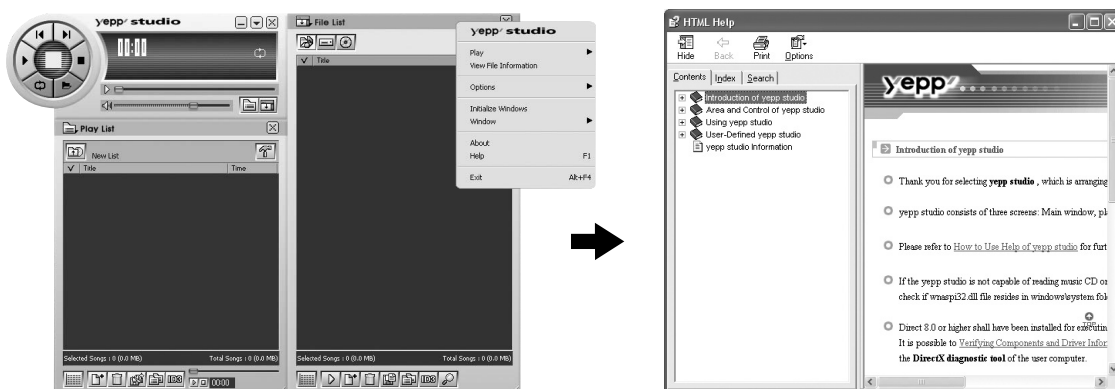 yepp' studio
00:00
Play List
New List
Title Time
Selected Songs : 0 (0.0 MB) Total Songs : 0 (0.0 MB)
ID3 0000
File List
Title
Selected Songs : 0 (0.0 MB) Total Songs : 0 (0.0 MB)
ID3
yepp' studio
Play
View File Information
Options
Initialize Windows
Window
About
Help F1
Exit Alt+F4
HTML Help
Hide Back Print Options
Contents Index Search
Introduction of yepp studio
Area and Control of yepp studio
Using yepp studio
User-Defined yepp studio
yepp studio Information
yepp'
Introduction of yepp studio
Thank you for selecting yepp studio , which is arranging
yepp studio consists of three screens: Main window, pl
Please refer to How to Use Help of yepp studio for furt
If the yepp studio is not capable of reading music CD or
check if wnaspi32.dll file resides in windows\system fol
Direct 8.0 or higher shall have been installed for executin
TOP
It is possible to Verifying Components and Driver Infor
the DirectX diagnostic tool of the user computer.